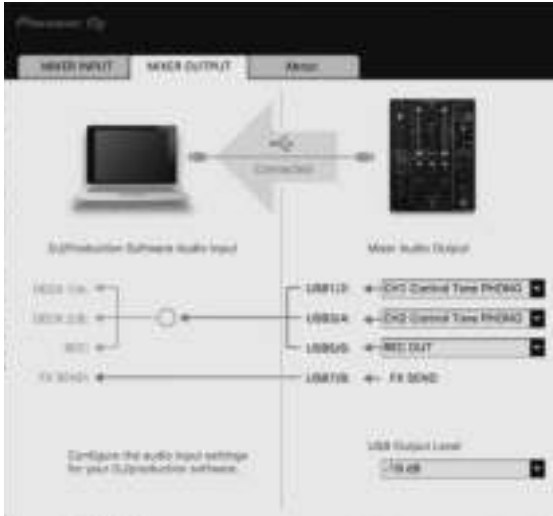 Pioneer Dj
MIXER INPUT
MIXER OUTPUT
About
Connected
DJ/Production Software Audio Input
Mixer Audio Output
DECK 1/A
DECK 2/B
REC
FX SEND
USB1/2
USB3/4
USB5/6
USB7/8
CH1 Control Tone PHONO
CH2 Control Tone PHONO
REC OUT
FX SEND
Configure the audio input settings
for your DJ/production software.
USB Output Level